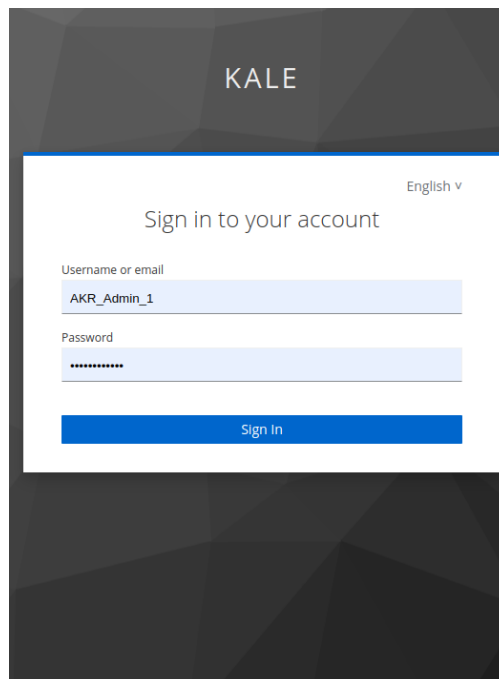 KALE
English
Sign in to your account
Username or email
AKR_Admin_1
Password
••••••••••••
Sign In